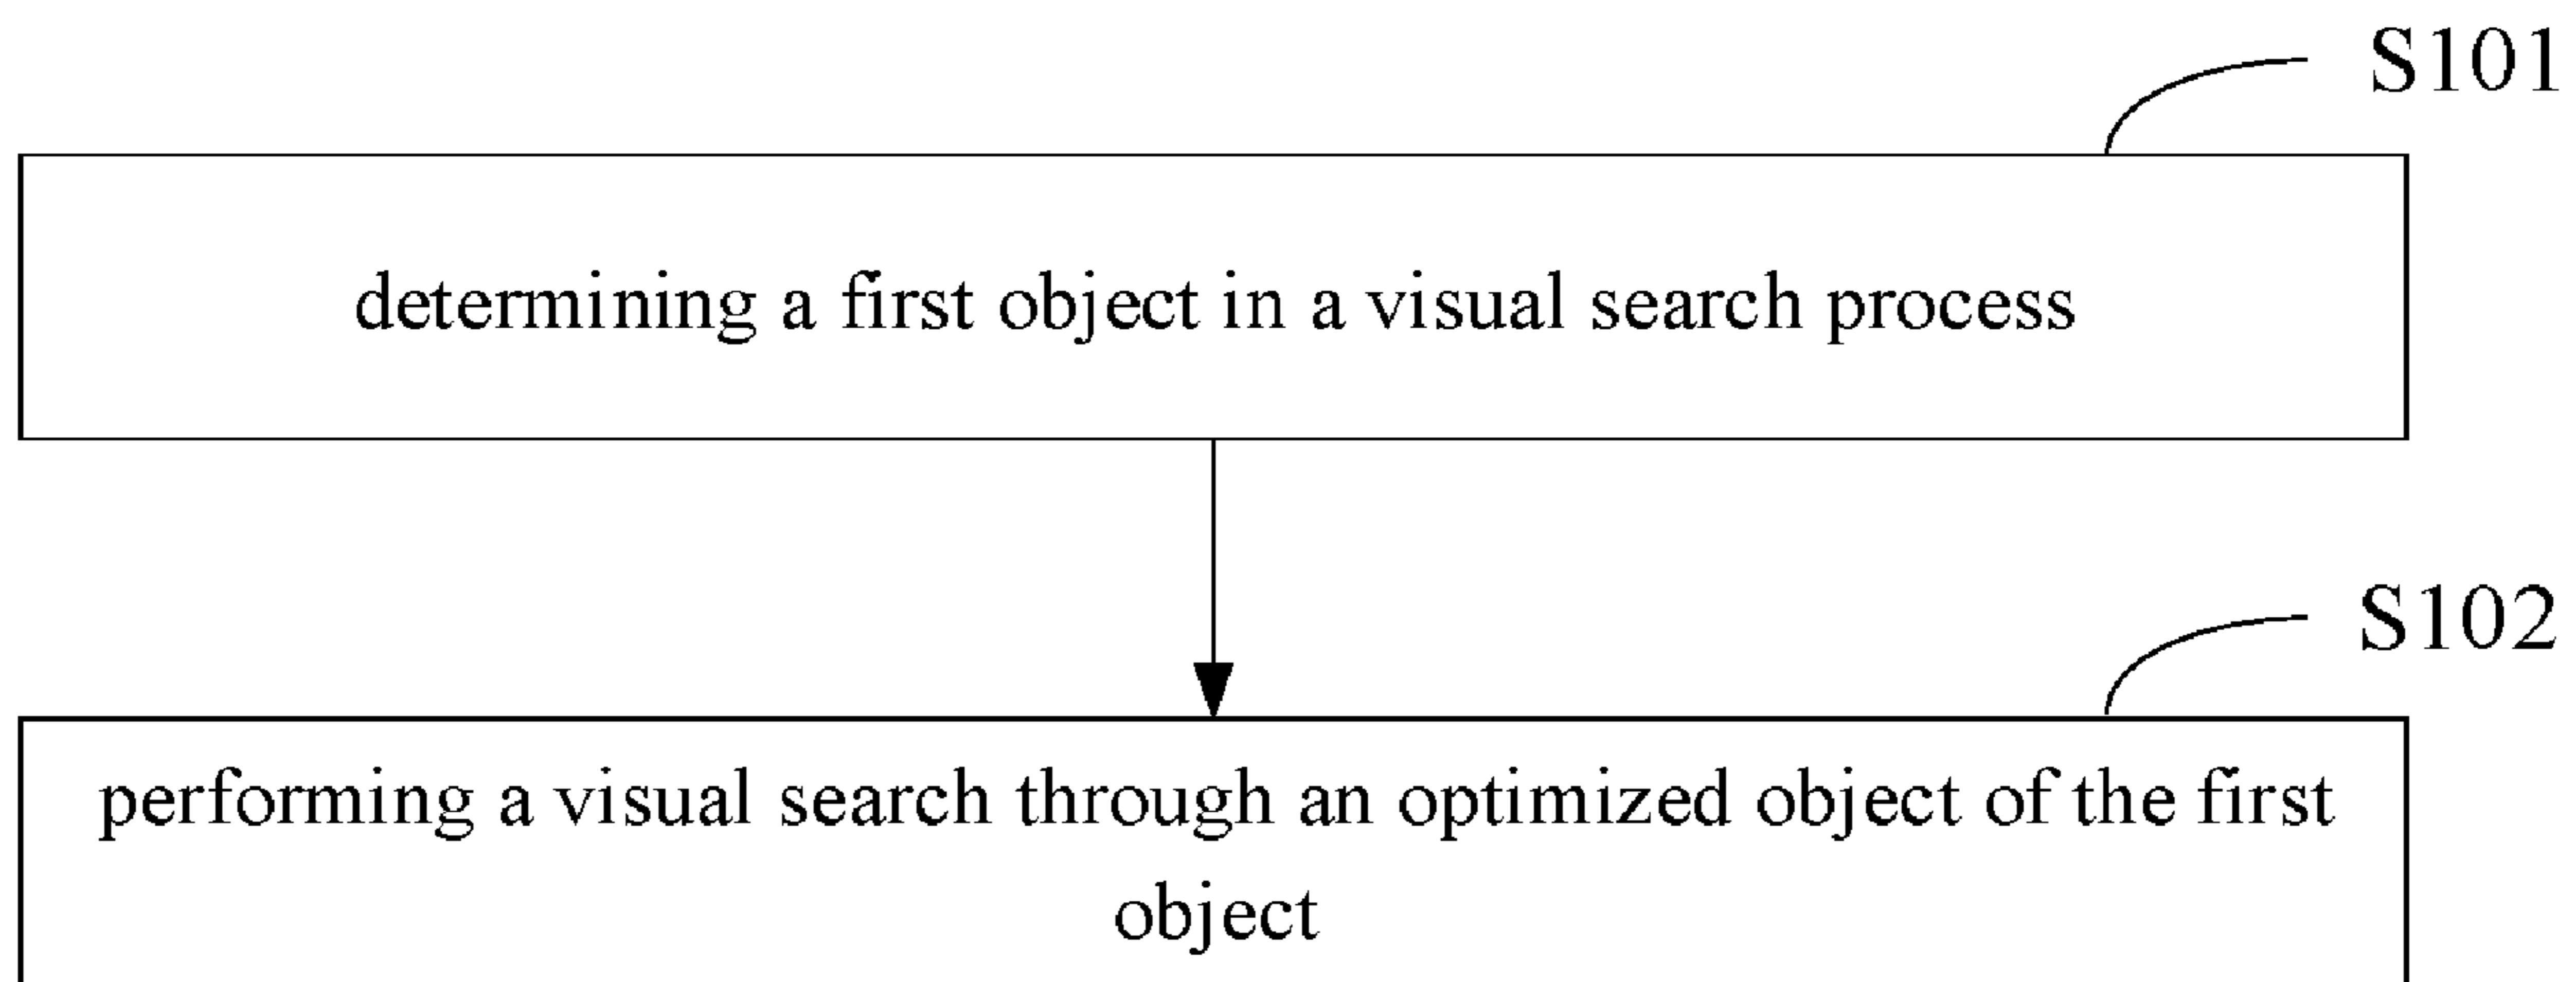 S101
determining a first object in a visual search process
S102
performing a visual search through an optimized object of the first
object